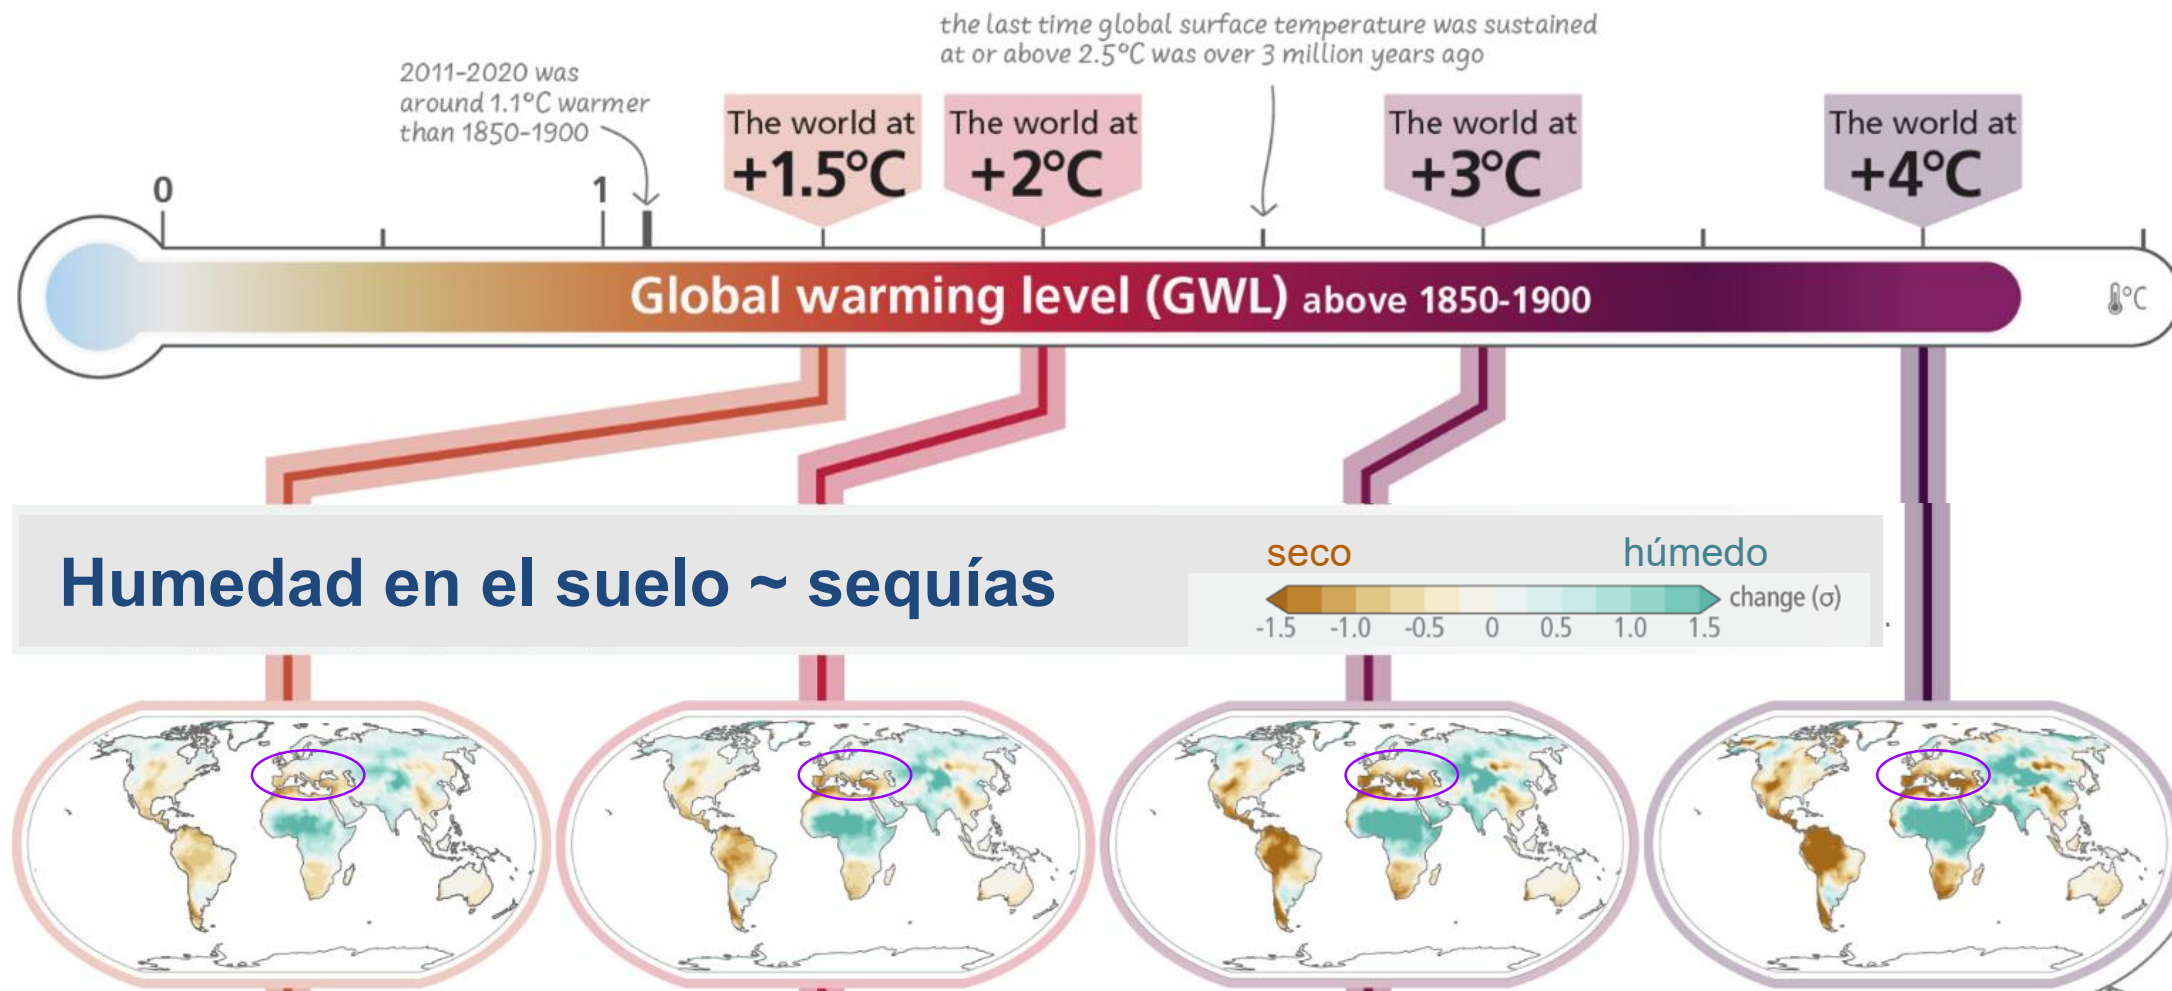 the last time global surface temperature was sustained
at or above 2.5°C was over 3 million years ago
2011-2020 was
around 1.1°C warmer
than 1850-1900
The world at
+1.5°C
The world at
+2°C
The world at
+3°C
The world at
+4°C
0
1
Global warming level (GWL) above 1850-1900
°C
Humedad en el suelo ~ sequías
seco
húmedo
change (σ)
-1.5 -1.0 -0.5 0 0.5 1.0 1.5